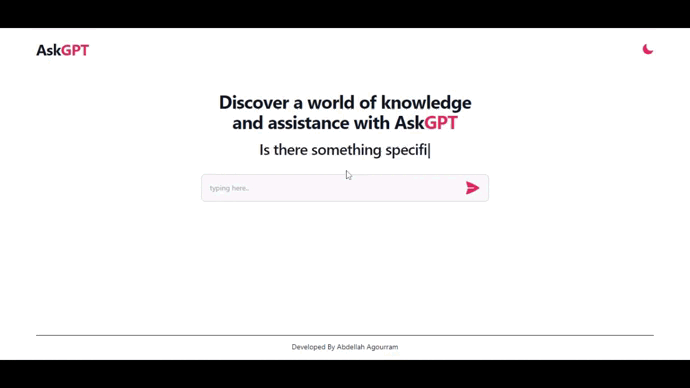 AskGPT
Discover a world of knowledge
and assistance with AskGPT
Is there something specifi|
typing here..
Developed By Abdellah Agourram